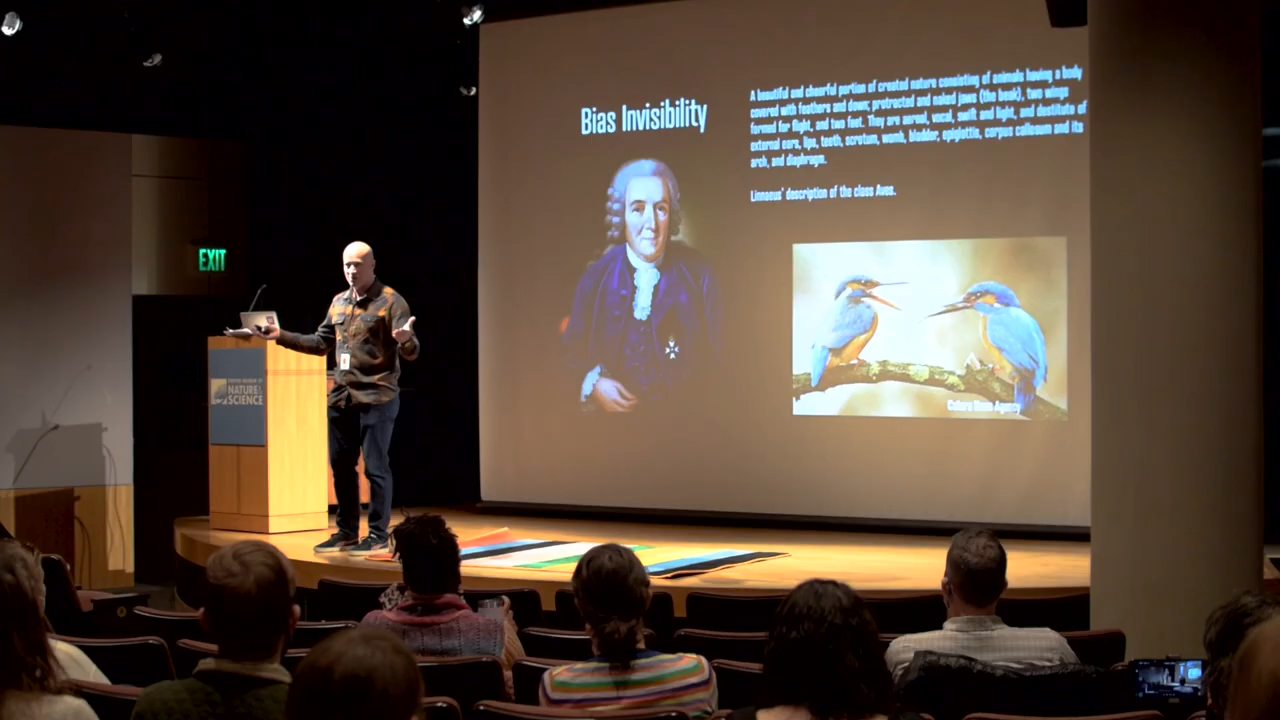 Bias Invisibility
A beautiful and cheerful portion of created nature consisting of animals having a body
covered with feathers and down; protracted and naked jaws (the beak), two wings
formed for flight, and two feet. They are aereal, vocal, swift and light, and destitute of
external ears, lips, teeth, scrotum, womb, bladder, epiglottis, corpus callosum and its
arch, and diaphragm.
Linnaeus' description of the class Aves.
EXIT
NATURE &
SCIENCE